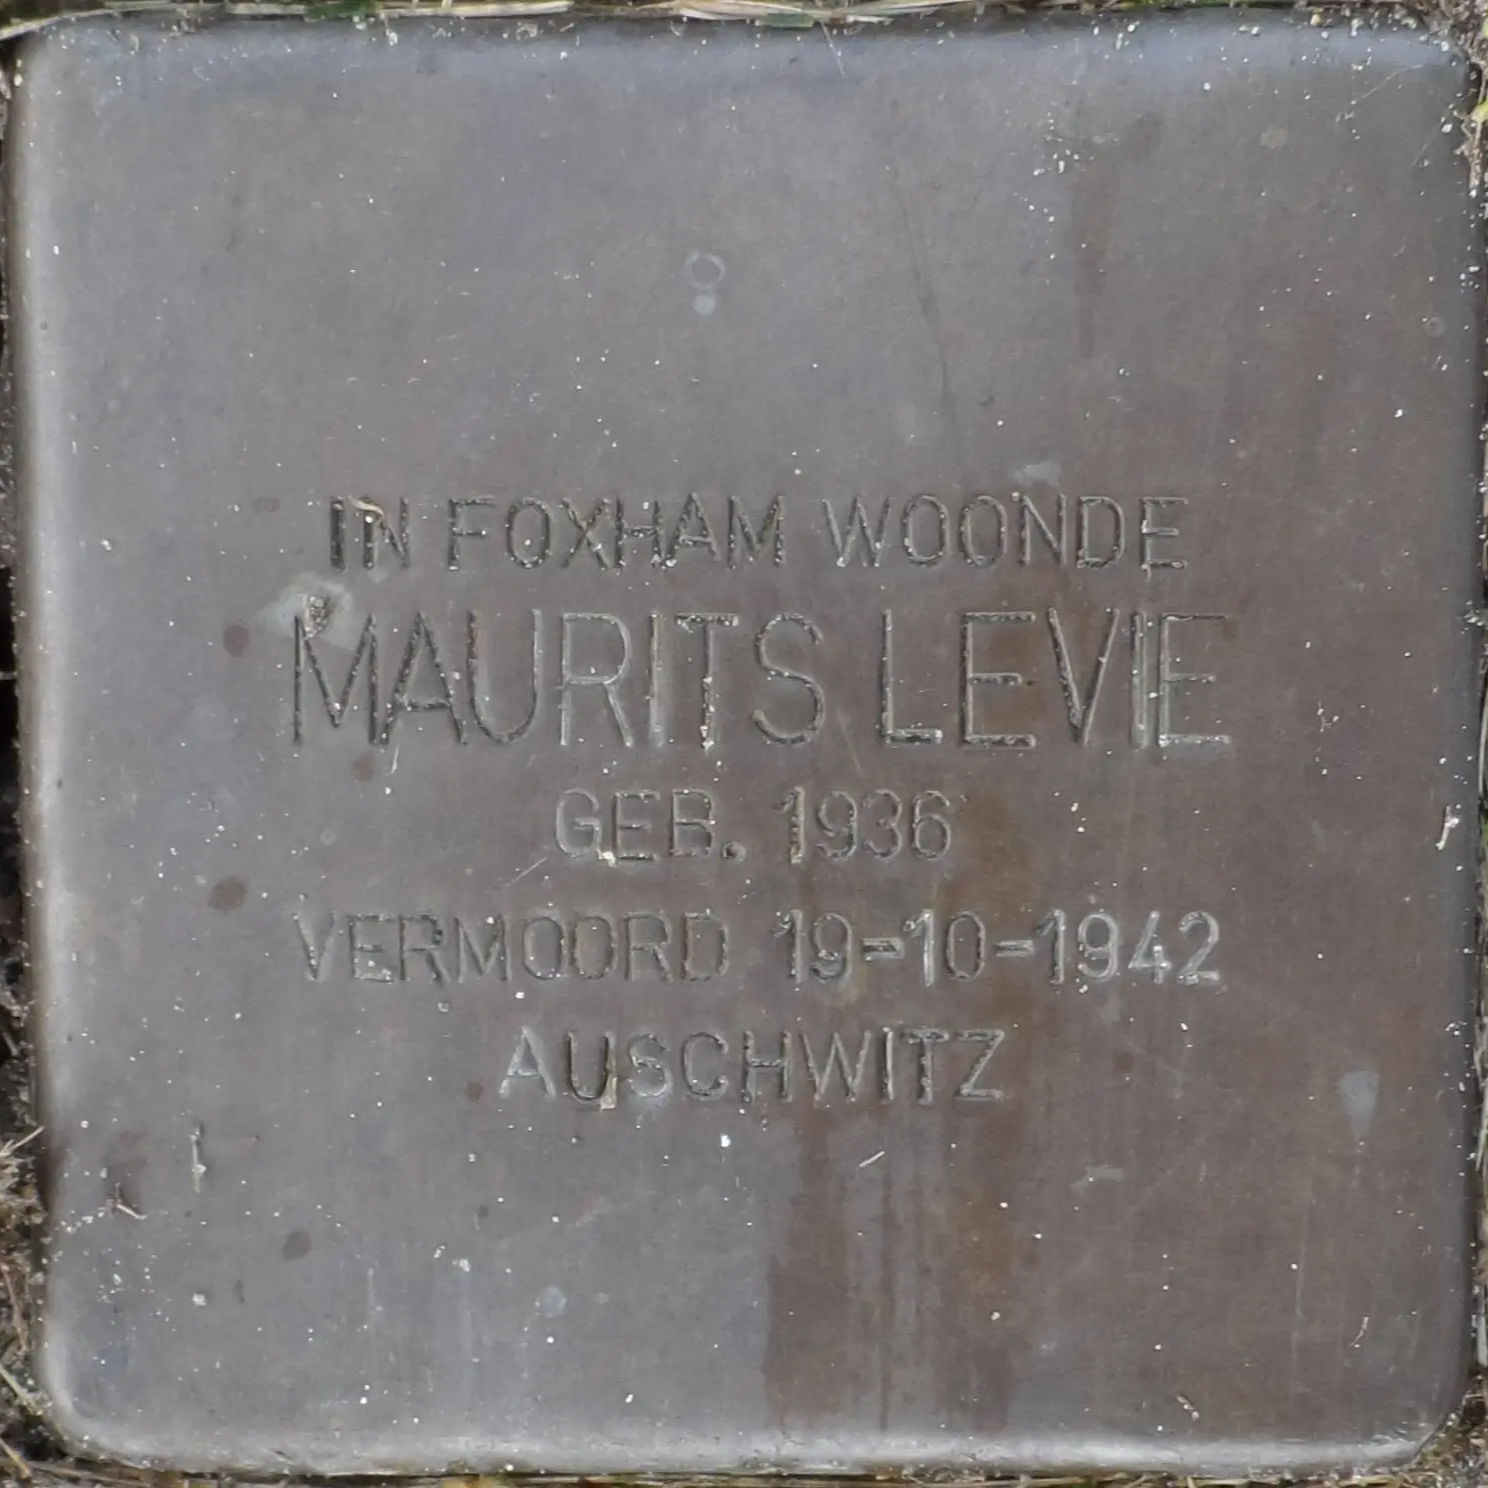 IN FOXHAM WOONDE
MAURITS LEVIE
GEB. 1936
VERMOORD 19-10-1942
AUSCHWITZ